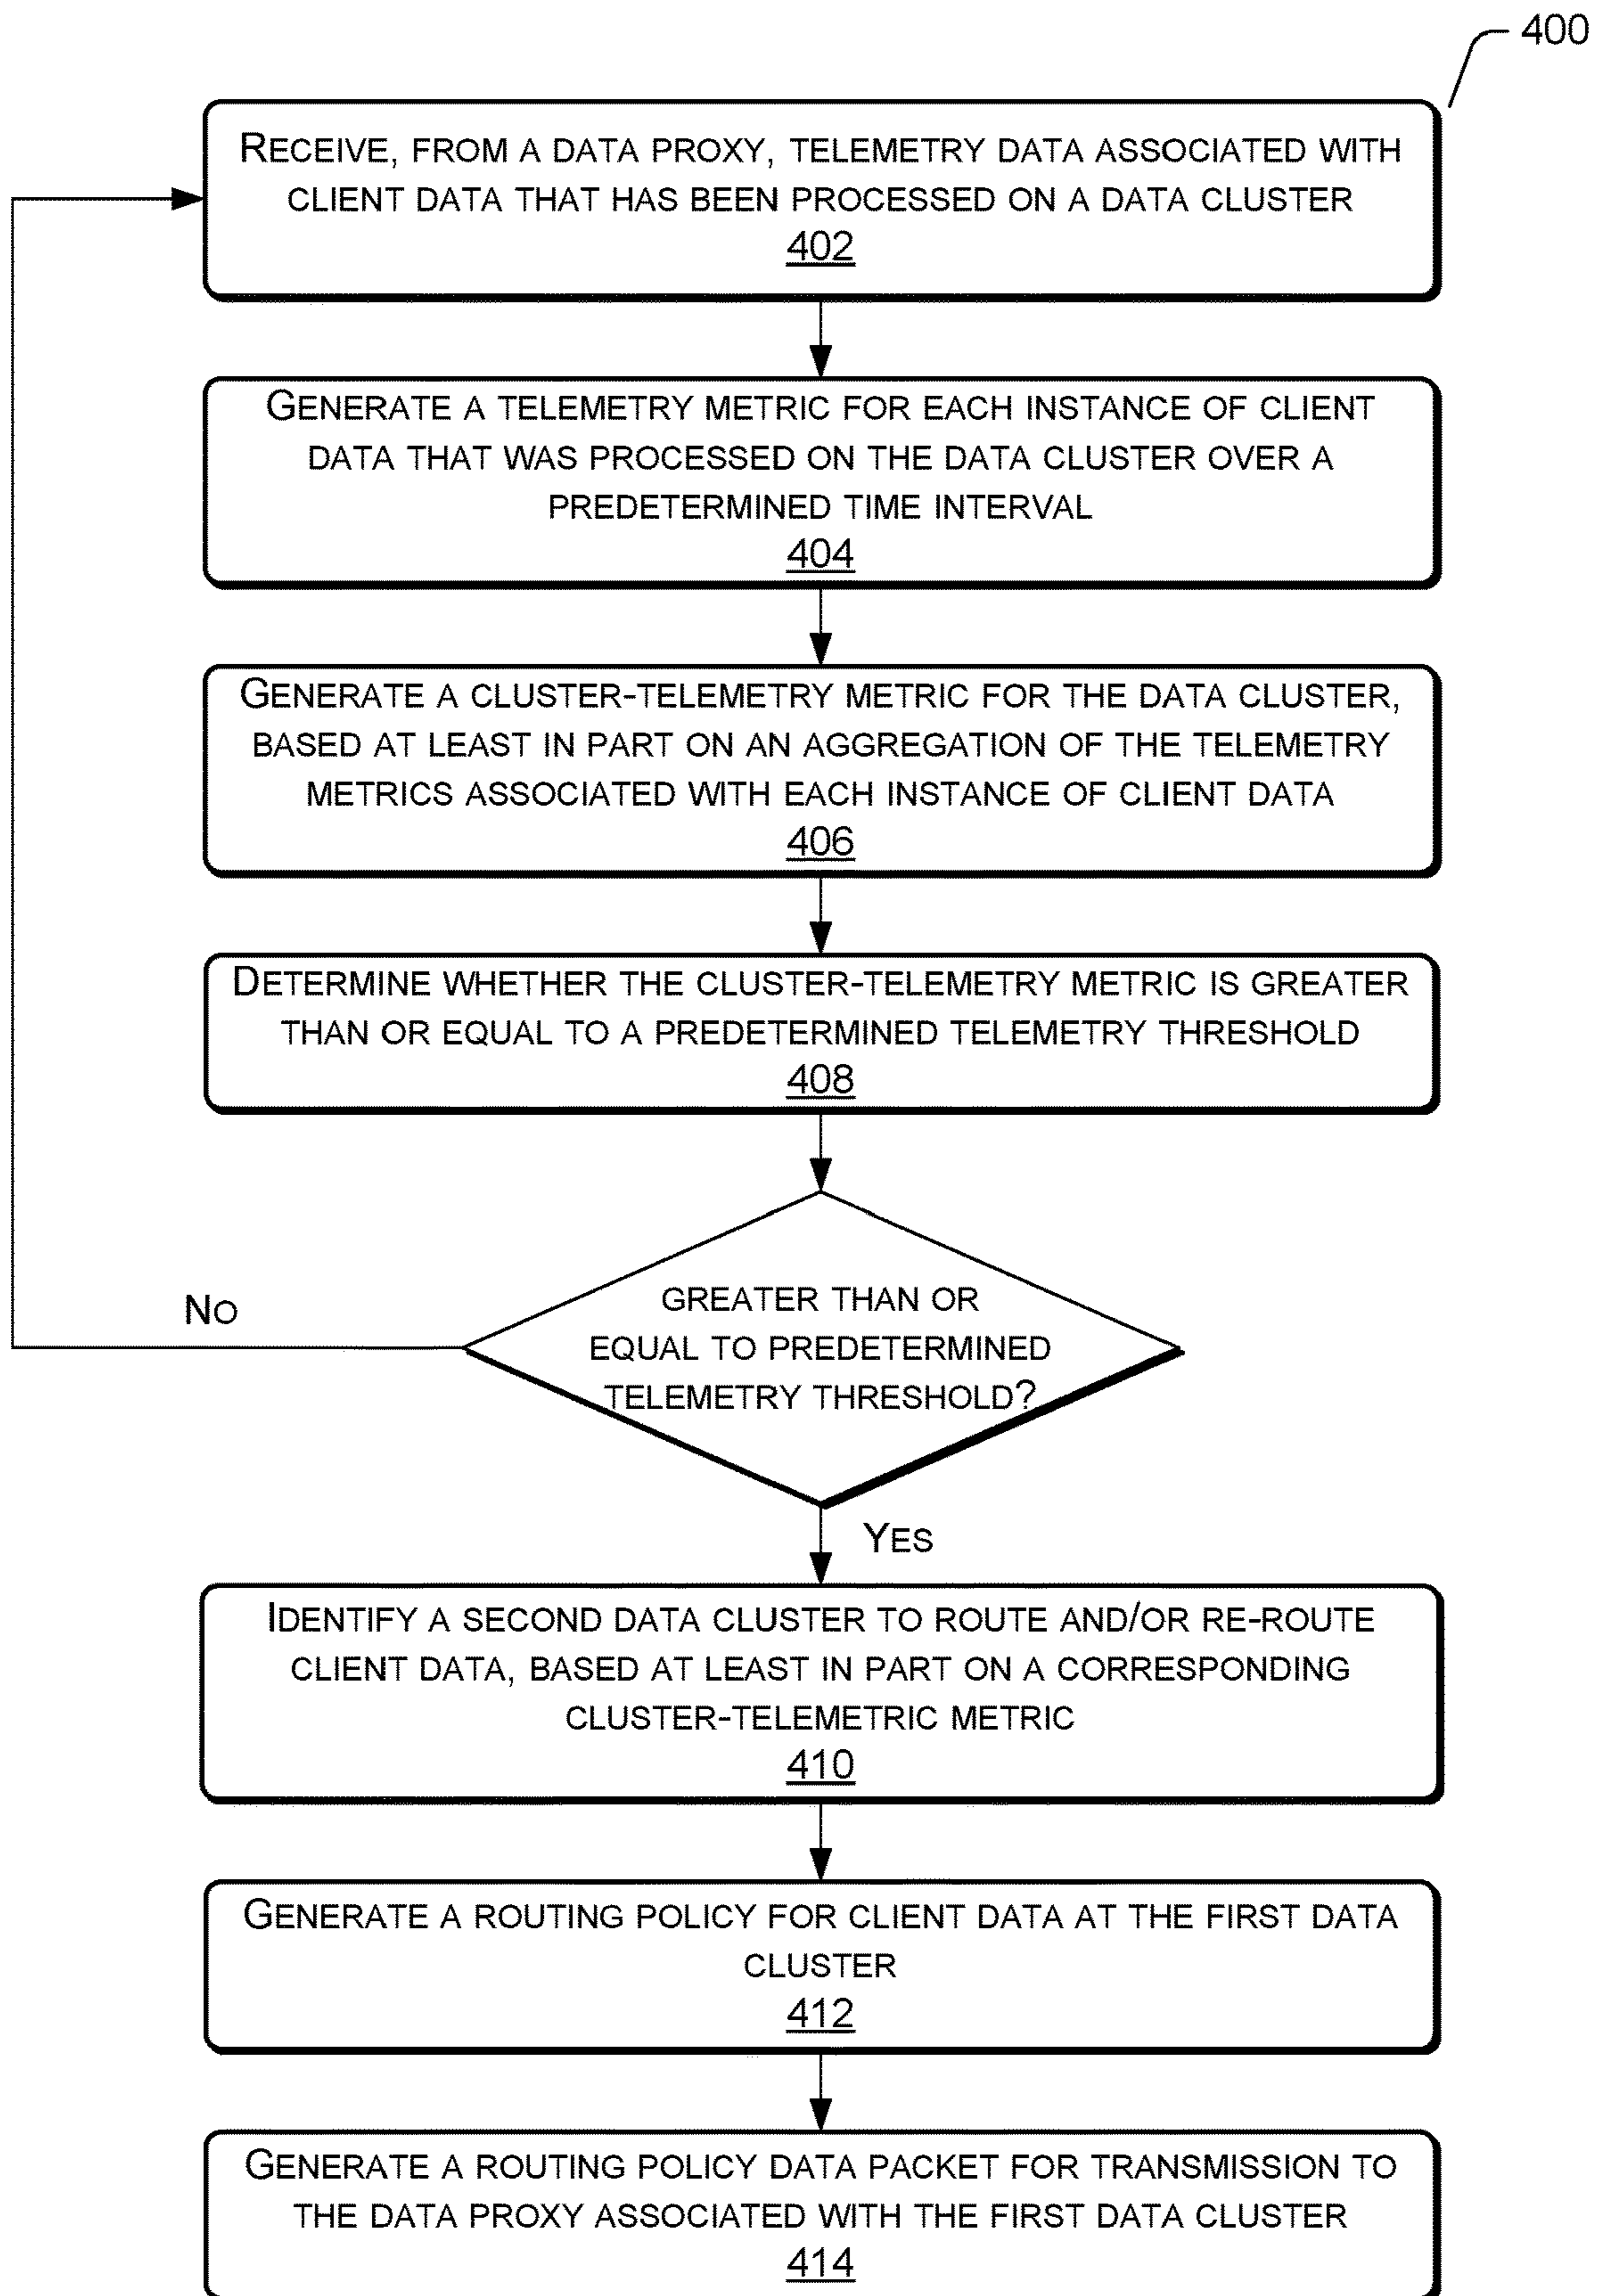 400
RECEIVE, FROM A DATA PROXY, TELEMETRY DATA ASSOCIATED WITH
CLIENT DATA THAT HAS BEEN PROCESSED ON A DATA CLUSTER
402
GENERATE A TELEMETRY METRIC FOR EACH INSTANCE OF CLIENT
DATA THAT WAS PROCESSED ON THE DATA CLUSTER OVER A
PREDETERMINED TIME INTERVAL
404
GENERATE A CLUSTER-TELEMETRY METRIC FOR THE DATA CLUSTER,
BASED AT LEAST IN PART ON AN AGGREGATION OF THE TELEMETRY
METRICS ASSOCIATED WITH EACH INSTANCE OF CLIENT DATA
406
DETERMINE WHETHER THE CLUSTER-TELEMETRY METRIC IS GREATER
THAN OR EQUAL TO A PREDETERMINED TELEMETRY THRESHOLD
408
GREATER THAN OR
EQUAL TO PREDETERMINED
TELEMETRY THRESHOLD?
NO
YES
IDENTIFY A SECOND DATA CLUSTER TO ROUTE AND/OR RE-ROUTE
CLIENT DATA, BASED AT LEAST IN PART ON A CORRESPONDING
CLUSTER-TELEMETRIC METRIC
410
GENERATE A ROUTING POLICY FOR CLIENT DATA AT THE FIRST DATA
CLUSTER
412
GENERATE A ROUTING POLICY DATA PACKET FOR TRANSMISSION TO
THE DATA PROXY ASSOCIATED WITH THE FIRST DATA CLUSTER
414